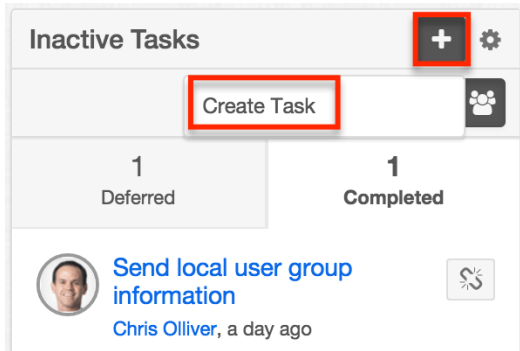 Inactive Tasks
Create Task
1
Deferred
1
Completed
Send local user group
information
Chris Olliver, a day ago